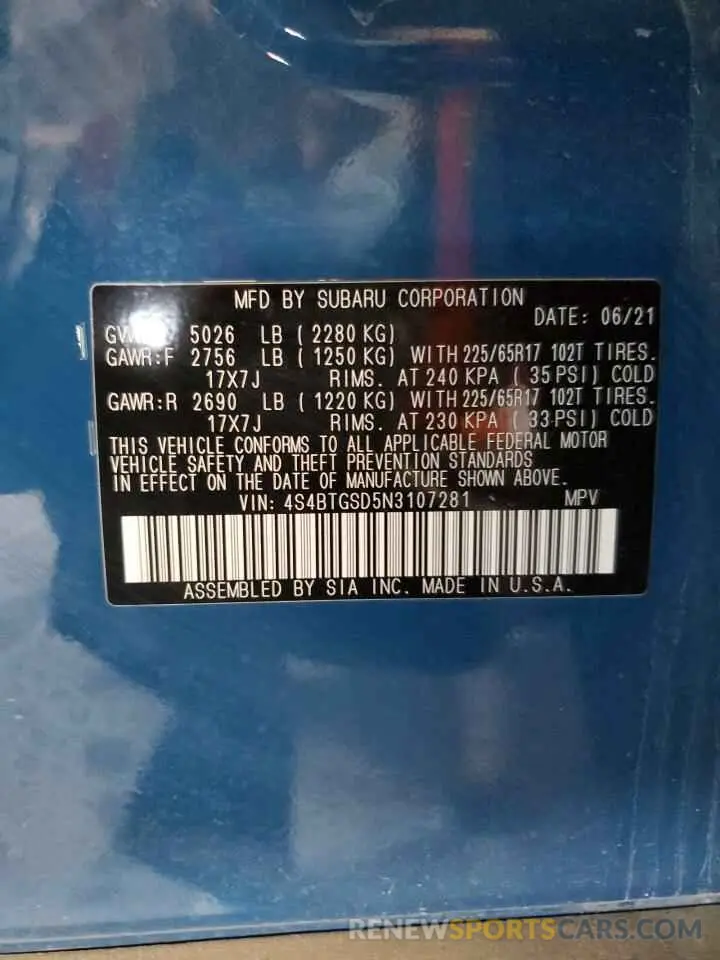 MFD BY SUBARU CORPORATION
DATE: 06/21
5026 LB ( 2280 KG)
GAWR:F 2756 LB ( 1250 KG) WITH 225/65R17 102T TIRES.
17X7J RIMS. AT 240 KPA ( 35 PSI) COLD
GAWR:R 2690 LB ( 1220 KG) WITH 225/65R17 102T TIRES.
17X7J RIMS. AT 230 KPA ( 33 PSI) COLD
THIS VEHICLE CONFORMS TO ALL APPLICABLE FEDERAL MOTOR
VEHICLE SAFETY AND THEFT PREVENTION STANDARDS
IN EFFECT ON THE DATE OF MANUFACTURE SHOWN ABOVE.
VIN: 4S4BTGSD5N3107281 MPV
ASSEMBLED BY SIA INC. MADE IN U.S.A.
RENEWSPORTSCARS.COM